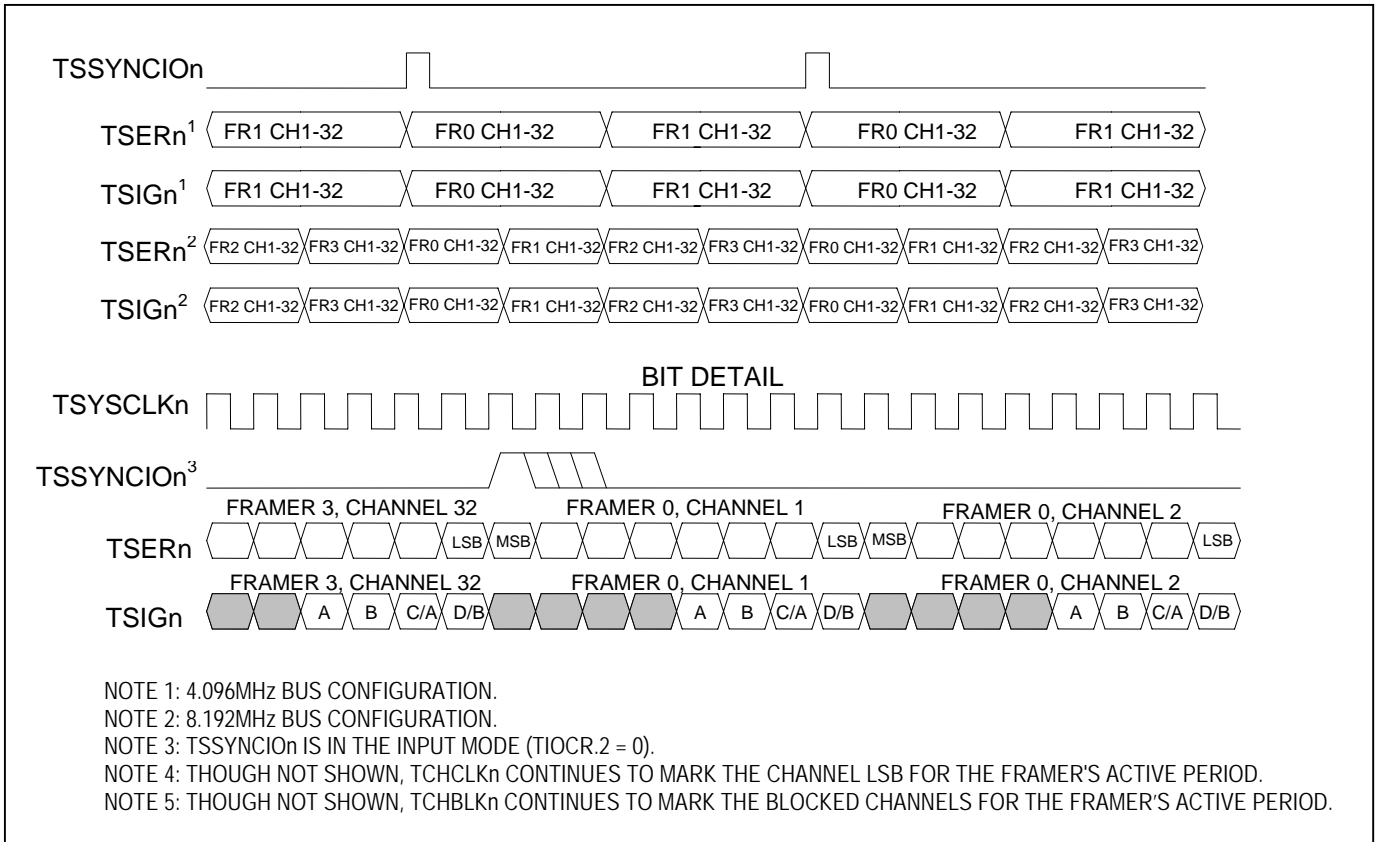 TSSYNCIOn
TSERn1 FR1 CH1-32 FR0 CH1-32 FR1 CH1-32 FR0 CH1-32 FR1 CH1-32
TSIGn1 FR1 CH1-32 FR0 CH1-32 FR1 CH1-32 FR0 CH1-32 FR1 CH1-32
TSERn2 FR2 CH1-32 FR3 CH1-32 FR0 CH1-32 FR1 CH1-32 FR2 CH1-32 FR3 CH1-32 FR0 CH1-32 FR1 CH1-32 FR2 CH1-32 FR3 CH1-32
TSIGn2 FR2 CH1-32 FR3 CH1-32 FR0 CH1-32 FR1 CH1-32 FR2 CH1-32 FR3 CH1-32 FR0 CH1-32 FR1 CH1-32 FR2 CH1-32 FR3 CH1-32
BIT DETAIL
TSYSCLKn
TSSYNCIOn3
FRAMER 3, CHANNEL 32 FRAMER 0, CHANNEL 1 FRAMER 0, CHANNEL 2
TSERn LSB MSB LSB MSB LSB
FRAMER 3, CHANNEL 32 FRAMER 0, CHANNEL 1 FRAMER 0, CHANNEL 2
TSIGn A B C/A D/B A B C/A D/B A B C/A D/B
NOTE 1: 4.096MHz BUS CONFIGURATION.
NOTE 2: 8.192MHz BUS CONFIGURATION.
NOTE 3: TSSYNCIOn IS IN THE INPUT MODE (TIOCR.2 = 0).
NOTE 4: THOUGH NOT SHOWN, TCHCLKn CONTINUES TO MARK THE CHANNEL LSB FOR THE FRAMER'S ACTIVE PERIOD.
NOTE 5: THOUGH NOT SHOWN, TCHBLKn CONTINUES TO MARK THE BLOCKED CHANNELS FOR THE FRAMER'S ACTIVE PERIOD.